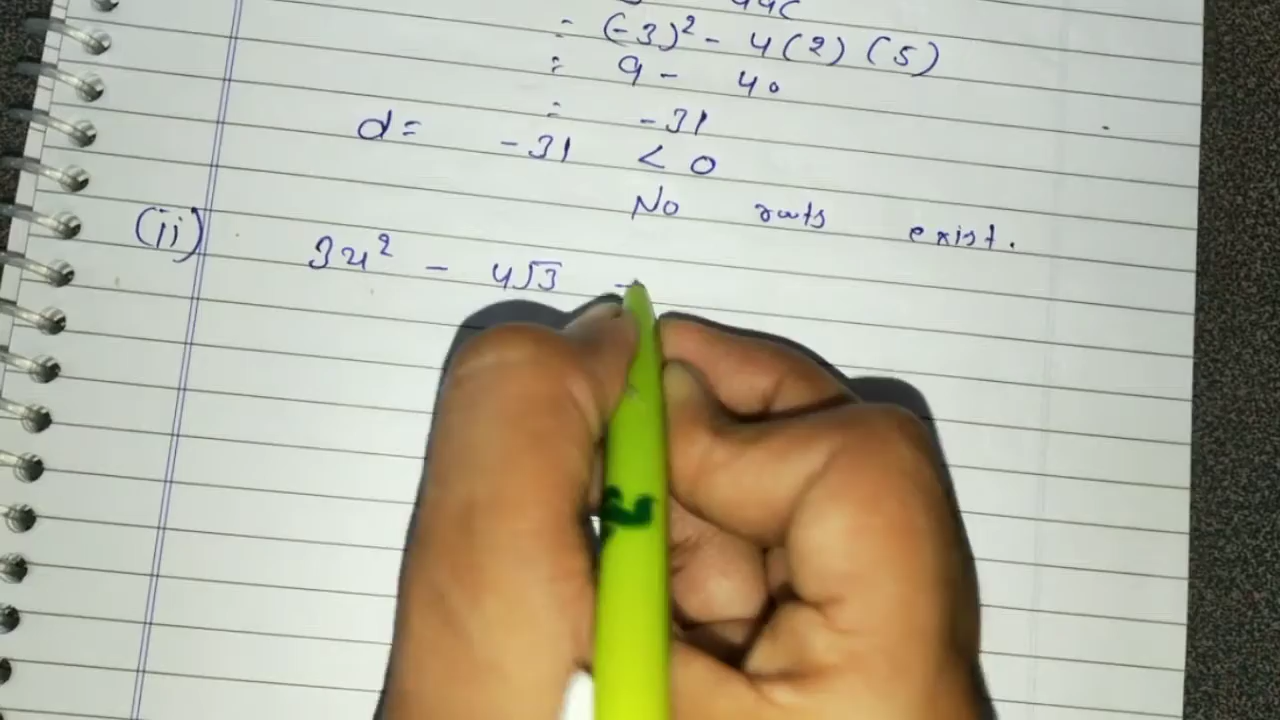 = (-3)² - 4(2)(5)
= 9 - 40
= -31
d = -31 < 0
No roots exist.
(ii) 3x² - 4√3